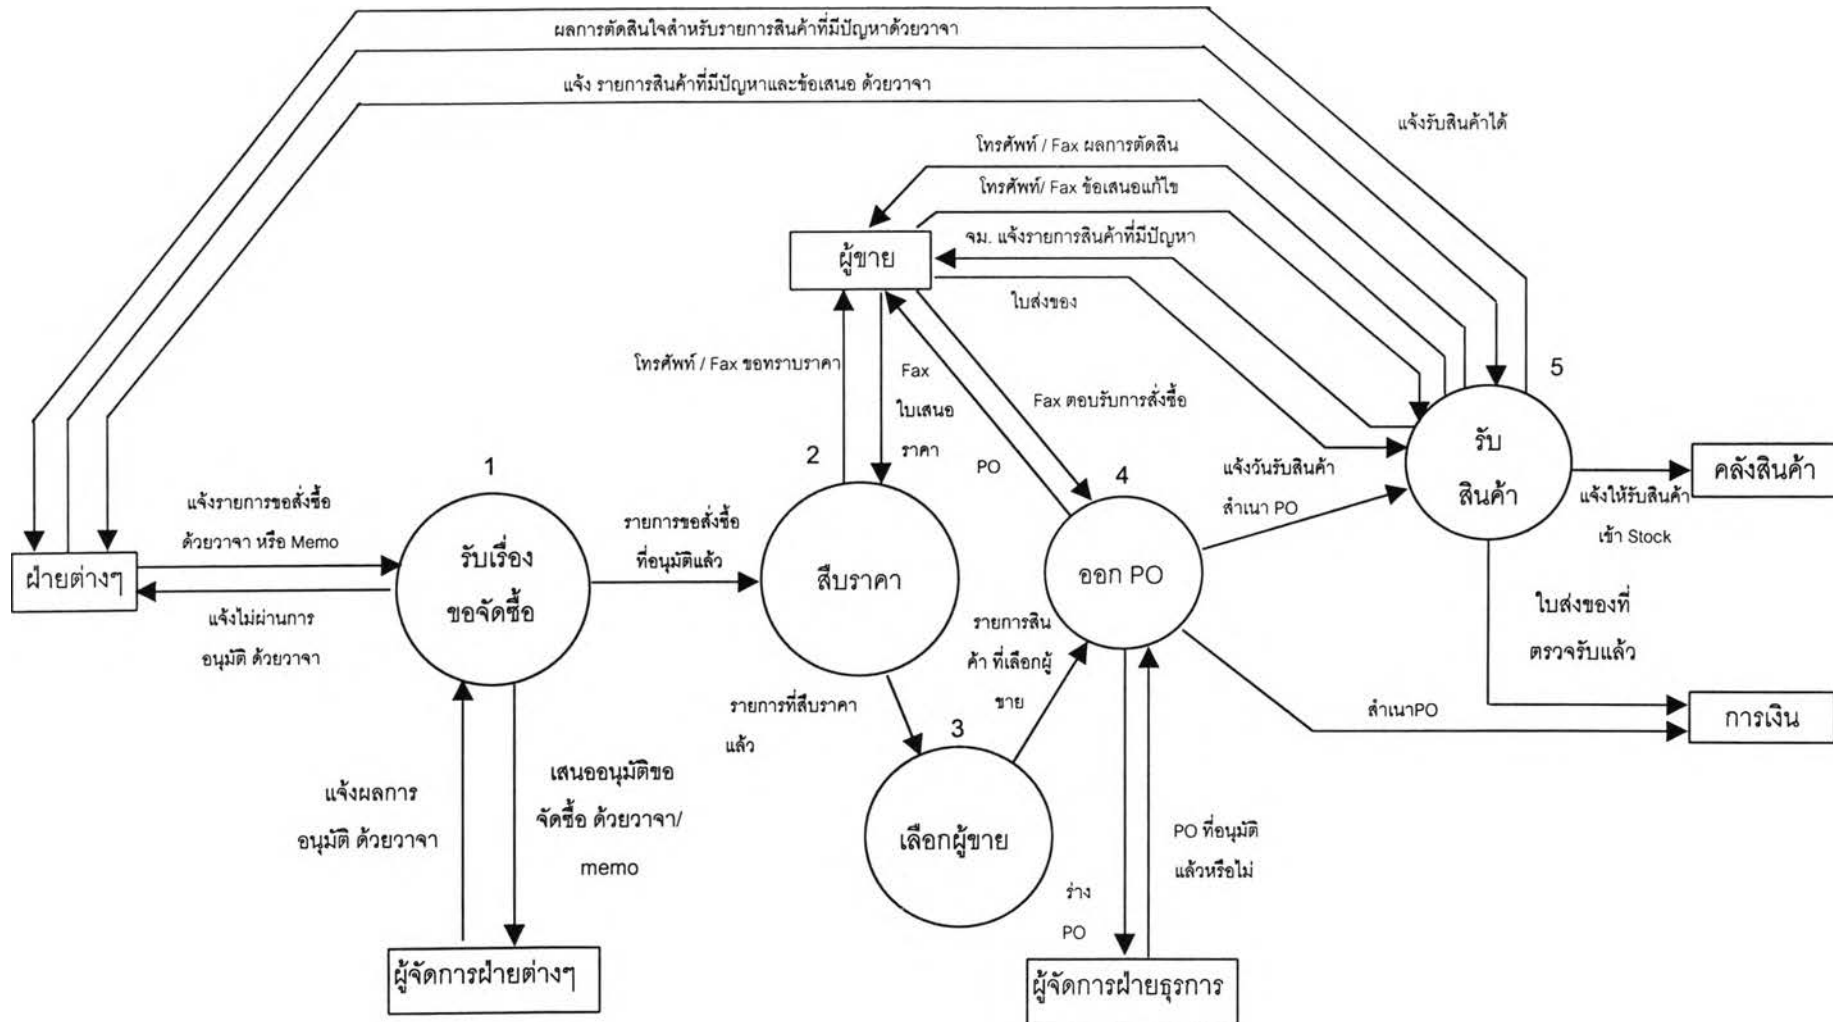 ผลการตัดสินใจสำหรับรายการสินค้าที่มีปัญหาด้วยวาจา
แจ้ง รายการสินค้าที่มีปัญหาและข้อเสนอ ด้วยวาจา
แจ้งรับสินค้าได้
โทรศัพท์ / Fax ผลการตัดสิน
โทรศัพท์/ Fax ข้อเสนอแก้ไข
จม. แจ้งรายการสินค้าที่มีปัญหา
ผู้ขาย
ใบส่งของ
โทรศัพท์ / Fax ขอทราบราคา
Fax
ใบเสนอ
ราคา
PO
Fax ตอบรับการสั่งซื้อ
5
รับ
สินค้า
คลังสินค้า
แจ้งให้รับสินค้า
เข้า Stock
แจ้งวันรับสินค้า
สำเนา PO
1
รับเรื่อง
ขอจัดซื้อ
แจ้งรายการขอสั่งซื้อ
ด้วยวาจา หรือ Memo
ฝ่ายต่างๆ
แจ้งไม่ผ่านการ
อนุมัติ ด้วยวาจา
รายการขอสั่งซื้อ
ที่อนุมัติแล้ว
2
สืบราคา
4
ออก PO
รายการสิน
ค้า ที่เลือกผู้
ขาย
ใบส่งของที่
ตรวจรับแล้ว
รายการที่สืบราคา
แล้ว
3
เลือกผู้ขาย
สำเนาPO
การเงิน
แจ้งผลการ
อนุมัติ ด้วยวาจา
เสนออนุมัติขอ
จัดซื้อ ด้วยวาจา/
memo
PO ที่อนุมัติ
แล้วหรือไม่
ร่าง
PO
ผู้จัดการฝ่ายต่างๆ
ผู้จัดการฝ่ายธุรการ